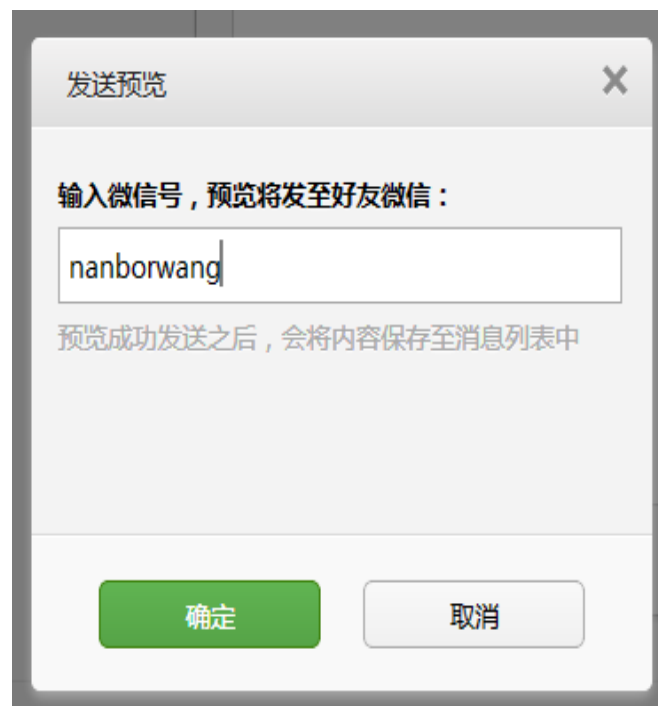 发送预览
输入微信号，预览将发至好友微信：
nanborwang
预览成功发送之后，会将内容保存至消息列表中
确定
取消